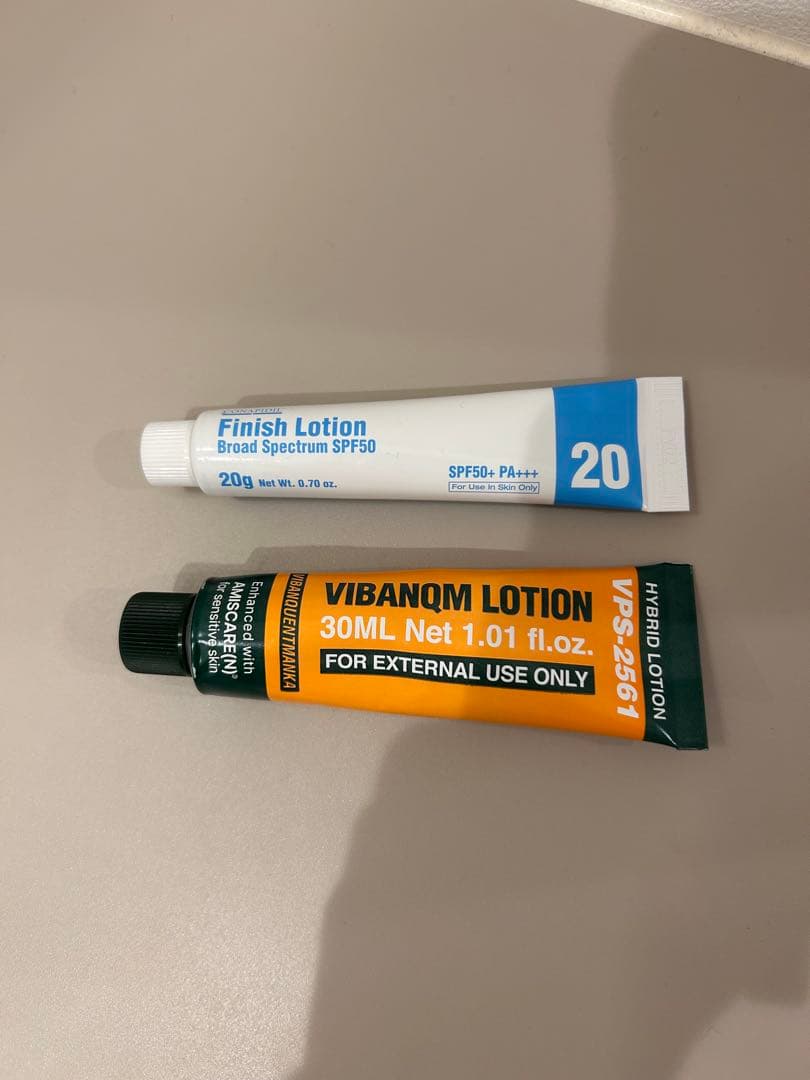 Finish Lotion
Broad Spectrum SPF50
20g Net Wt. 0.70 oz.
SPF50+ PA+++
For Use In Skin Only
20
Enhanced with
AMISCARE(N)®
for sensitive skin
VIBANQUENTMANKA
VIBANQM LOTION
30ML Net 1.01 fl.oz.
FOR EXTERNAL USE ONLY
VPS-2561
HYBRID LOTION